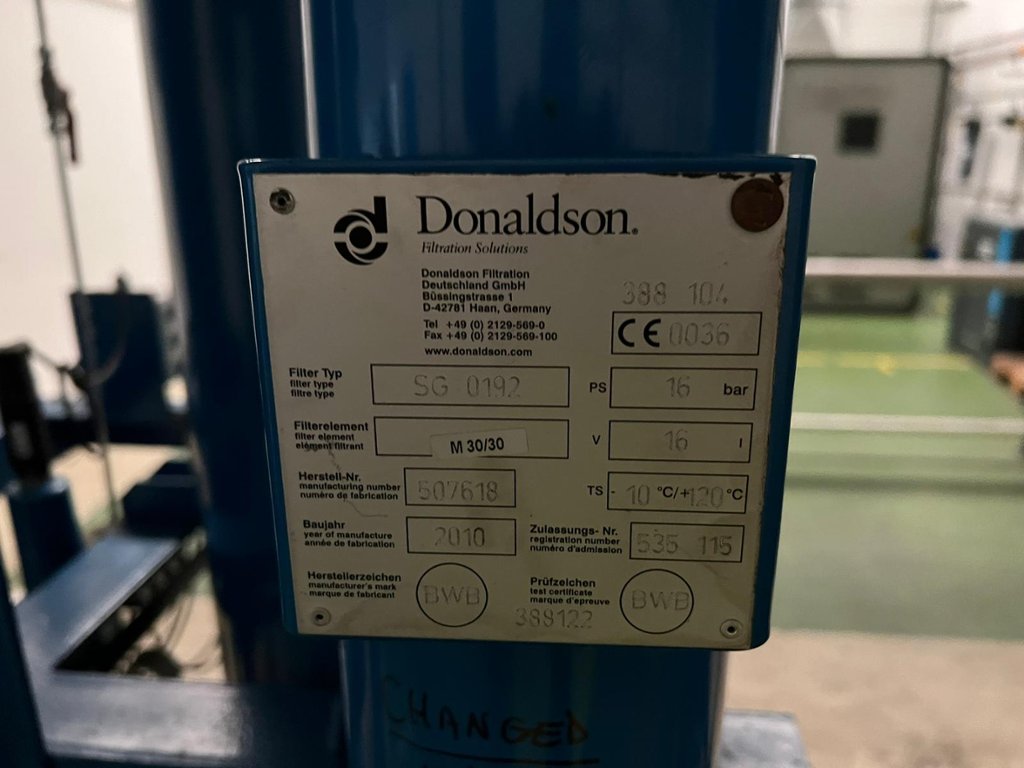 Donaldson®
Filtration Solutions
Donaldson Filtration
Deutschland GmbH
Büssingstrasse 1
D-42781 Haan, Germany
Tel +49 (0) 2129-569-0
Fax +49 (0) 2129-569-100
www.donaldson.com
388 104
CE 0036
Filter Typ
filter type
filtre type
SG 0192
PS 16 bar
Filterelement
filter element
element filtrant
M 30/30
V 16 l
Herstell-Nr.
manufacturing number
numéro de fabrication
507618
TS - 10 °C/+120 °C
Baujahr
year of manufacture
année de fabrication
2010
Zulassungs- Nr.
registration number
numéro d'admission
535 115
Herstellerzeichen
manufacturer's mark
marque de fabricant
BWB
Prüfzeichen
test certificate
marque d'epreuve
BWB
388122
CHANGED